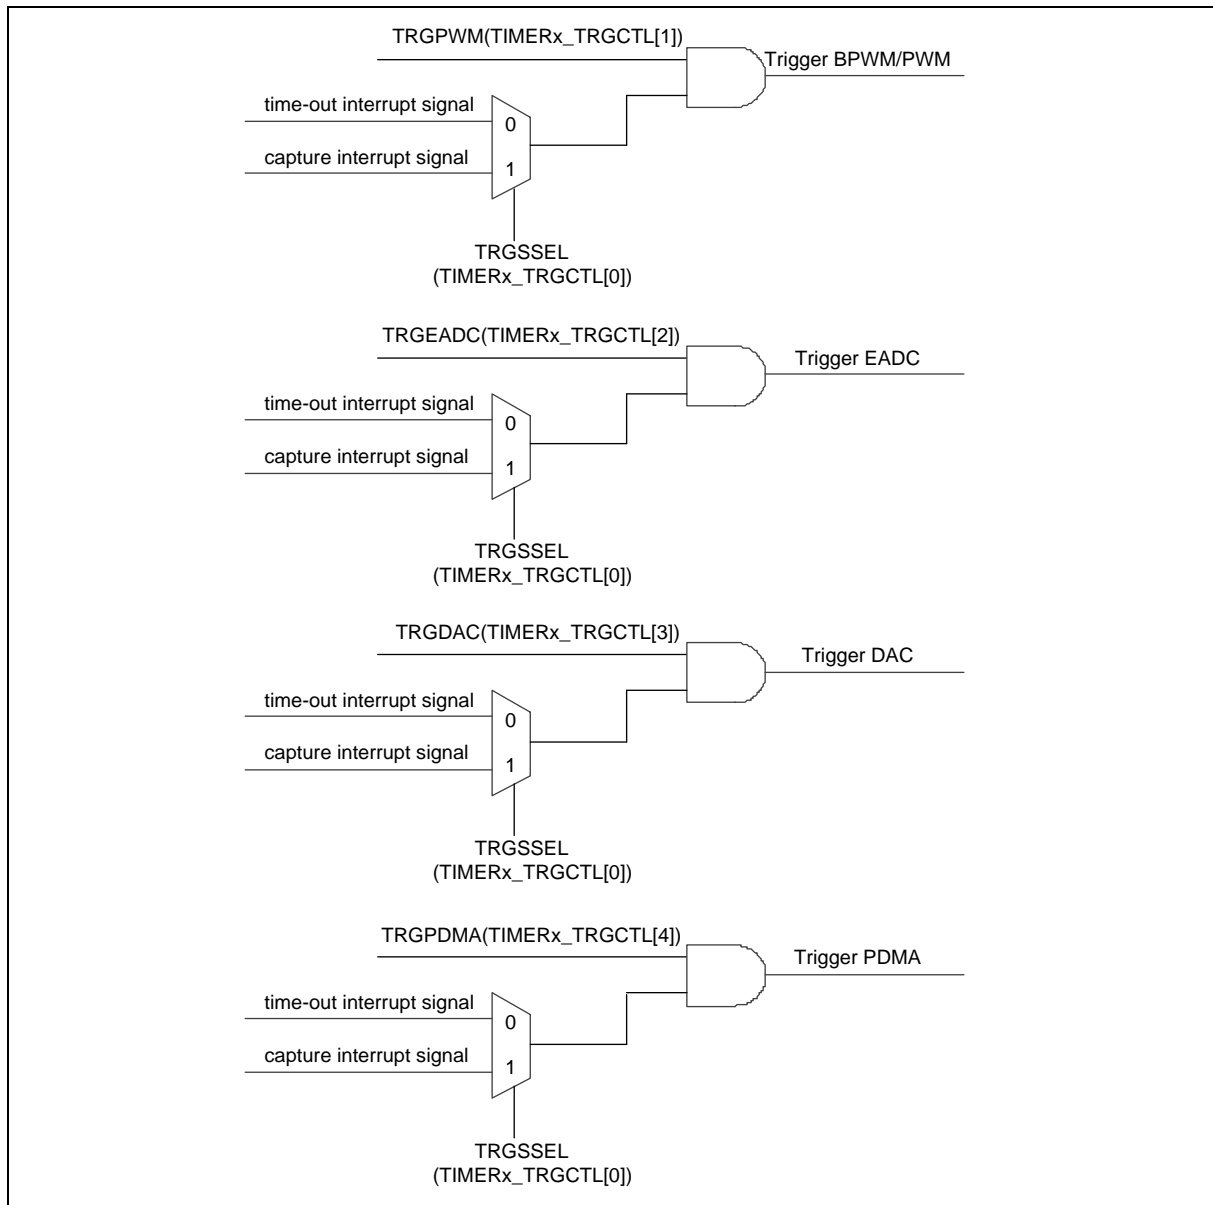 TRGPWM(TIMERx_TRGCTL[1])
Trigger BPWM/PWM
time-out interrupt signal
0
capture interrupt signal
1
TRGSSEL
(TIMERx_TRGCTL[0])
TRGEADC(TIMERx_TRGCTL[2])
Trigger EADC
time-out interrupt signal
0
capture interrupt signal
1
TRGSSEL
(TIMERx_TRGCTL[0])
TRGDAC(TIMERx_TRGCTL[3])
Trigger DAC
time-out interrupt signal
0
capture interrupt signal
1
TRGSSEL
(TIMERx_TRGCTL[0])
TRGPDMA(TIMERx_TRGCTL[4])
Trigger PDMA
time-out interrupt signal
0
capture interrupt signal
1
TRGSSEL
(TIMERx_TRGCTL[0])